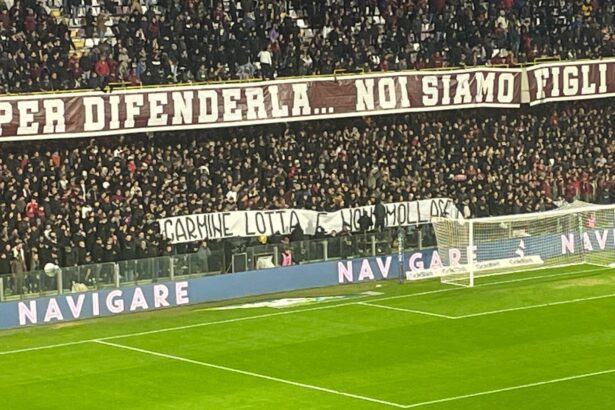 PER DIFENDERLA... NOI SIAMO FIGLI
CARMINE LOTTA E NON MOLLARE
NAVIGARE NAVIGARE NAV